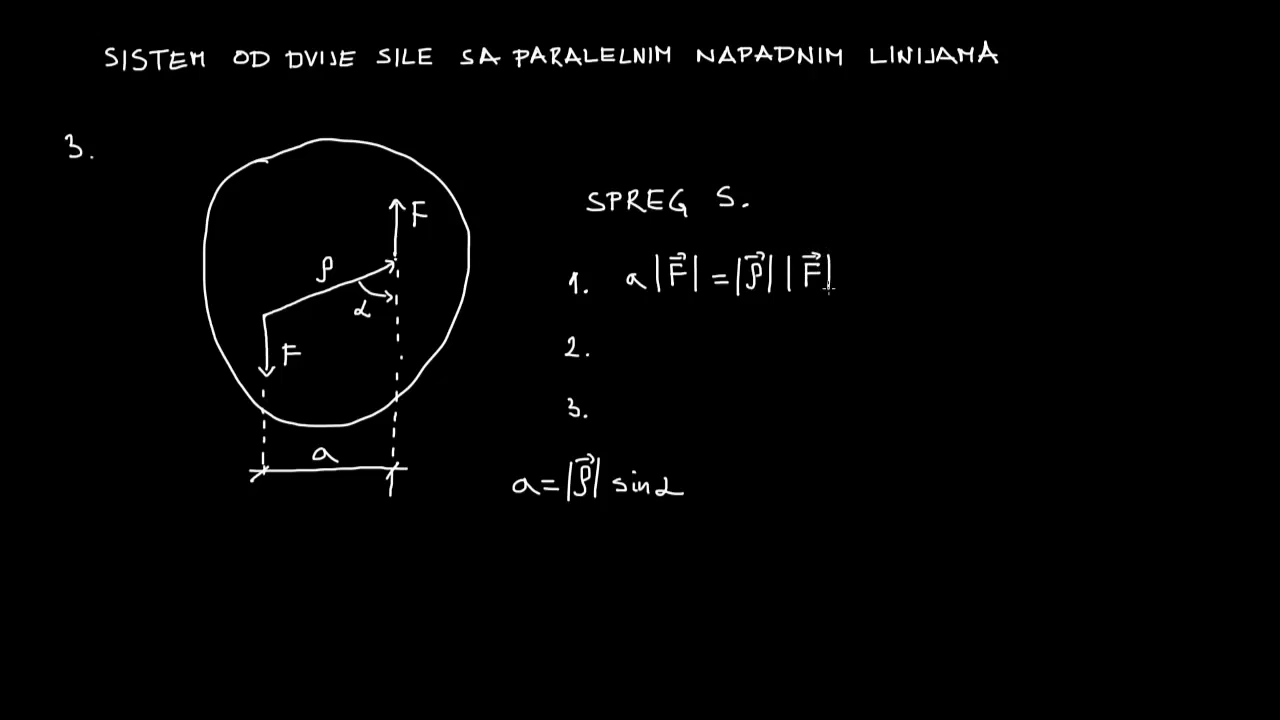 SISTEM OD DVIJE SILE SA PARALELNIM NAPADNIM LINIJAMA
3.
F
ρ
α
F
a
SPREG S.
1. a|F⃗| = |ρ⃗| |F⃗|
2.
3.
a = |ρ⃗| sin α